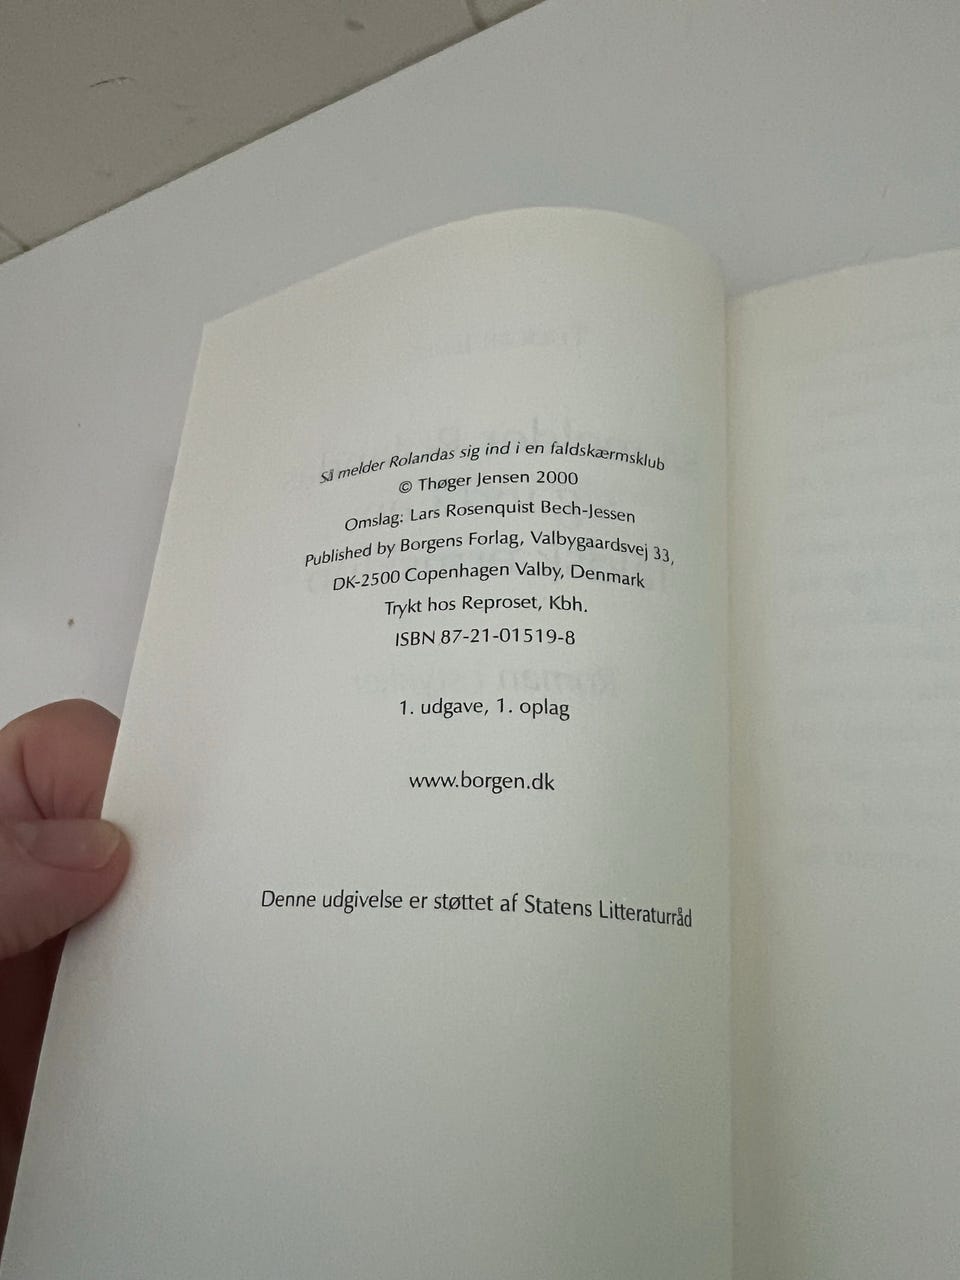 Så melder Rolandas sig ind i en faldskærmsklub
© Thøger Jensen 2000
Omslag: Lars Rosenquist Bech-Jessen
Published by Borgens Forlag, Valbygaardsvej 33,
DK-2500 Copenhagen Valby, Denmark
Trykt hos Reproset, Kbh.
ISBN 87-21-01519-8
1. udgave, 1. oplag
www.borgen.dk
Denne udgivelse er støttet af Statens Litteraturråd